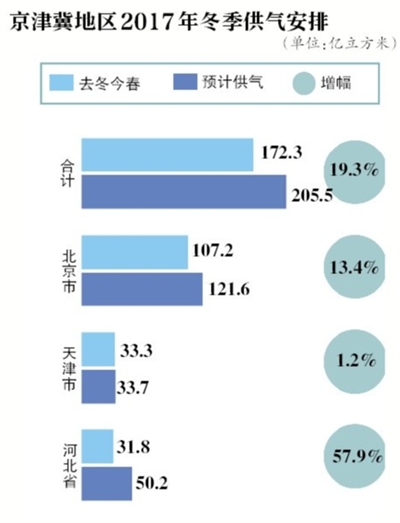 京津冀地区2017年冬季供气安排
(单位:亿立方米)
去冬今春 预计供气 增幅
合计
172.3
205.5
19.3%
北京市
107.2
121.6
13.4%
天津市
33.3
33.7
1.2%
河北省
31.8
50.2
57.9%